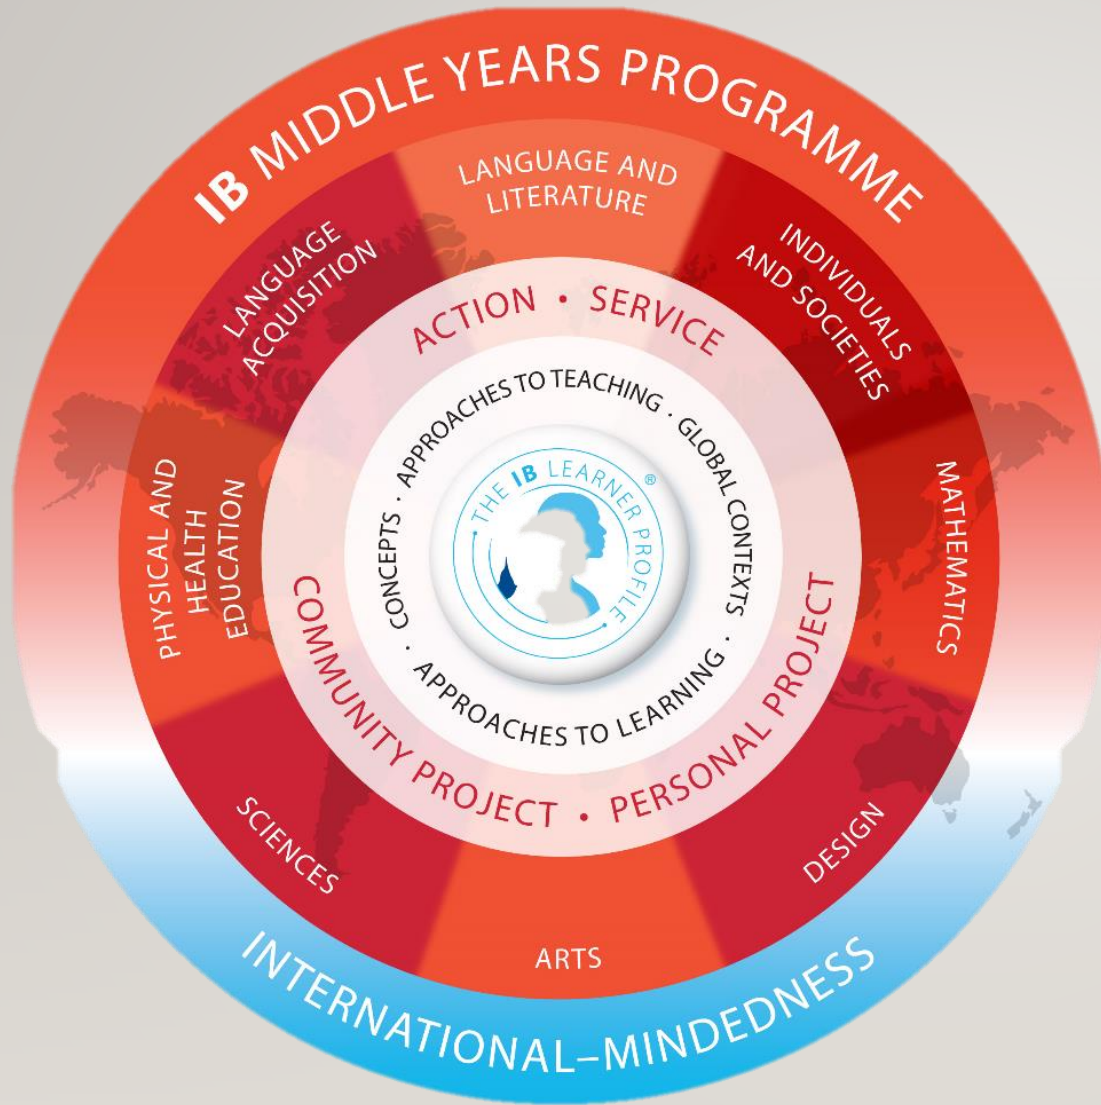 IB MIDDLE YEARS PROGRAMME
LANGUAGE AND
LITERATURE
INDIVIDUALS
AND SOCIETIES
MATHEMATICS
DESIGN
ARTS
SCIENCES
PHYSICAL AND
HEALTH
EDUCATION
LANGUAGE
ACQUISITION
ACTION • SERVICE
COMMUNITY PROJECT • PERSONAL PROJECT
APPROACHES TO TEACHING · GLOBAL CONTEXTS · APPROACHES TO LEARNING · CONCEPTS ·
• THE IB LEARNER PROFILE • ®
INTERNATIONAL–MINDEDNESS